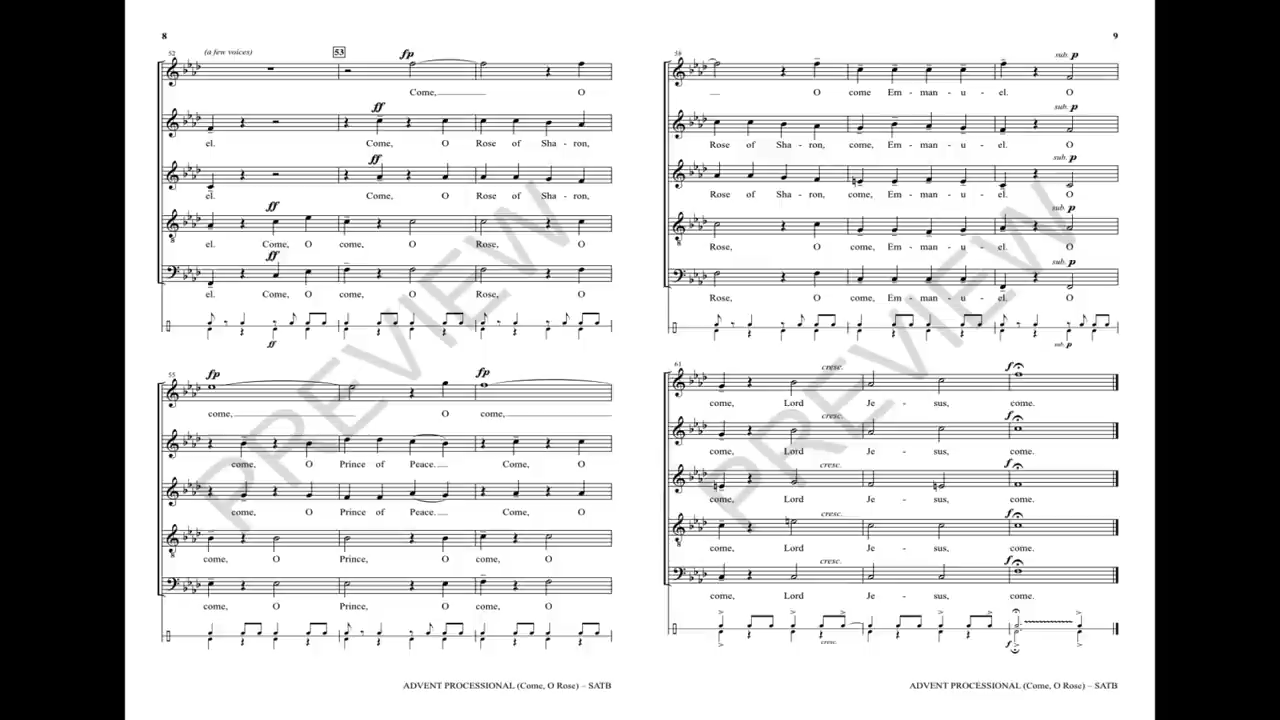 8
52 (a few voices) 53 fp
Come, O
ff
el. Come, O Rose of Sha - ron,
ff
el. Come, O Rose of Sha - ron,
ff
el. Come, O come, O Rose, O
ff
el. Come, O come, O Rose, O
ff
55 fp fp
come, O come,
come, O Prince of Peace. Come, O
come, O Prince of Peace. Come, O
come, O Prince, O come, O
come, O Prince, O come, O
PREVIEW
ADVENT PROCESSIONAL (Come, O Rose) – SATB
9
58 sub. p
O come Em - man - u - el. O
sub. p
Rose of Sha - ron, come, Em - man - u - el. O
sub. p
Rose of Sha - ron, come, Em - man - u - el. O
sub. p
Rose, O come, Em - man - u - el. O
sub. p
Rose, O come, Em - man - u - el. O
sub. p
61 cresc. f
come, Lord Je - sus, come.
cresc. f
come, Lord Je - sus, come.
cresc. f
come, Lord Je - sus, come.
cresc. f
come, Lord Je - sus, come.
cresc. f
come, Lord Je - sus, come.
cresc. f
PREVIEW
ADVENT PROCESSIONAL (Come, O Rose) – SATB